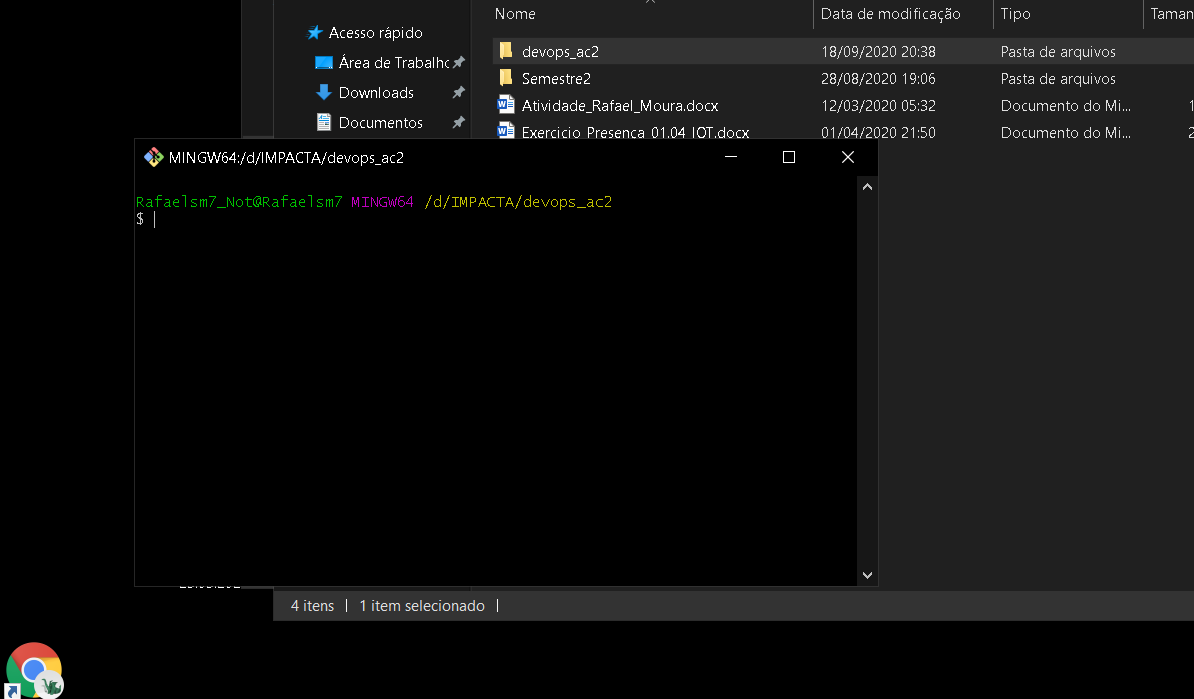 Nome Data de modificação Tipo Taman
Acesso rápido
Área de Trabalho
Downloads
Documentos
devops_ac2 18/09/2020 20:38 Pasta de arquivos
Semestre2 28/08/2020 19:06 Pasta de arquivos
Atividade_Rafael_Moura.docx 12/03/2020 05:32 Documento do Mi... 1
Exercicio_Presenca_01.04_IOT.docx 01/04/2020 21:50 Documento do Mi... 2
MINGW64:/d/IMPACTA/devops_ac2
Rafaelsm7_Not@Rafaelsm7 MINGW64 /d/IMPACTA/devops_ac2
$
4 itens 1 item selecionado